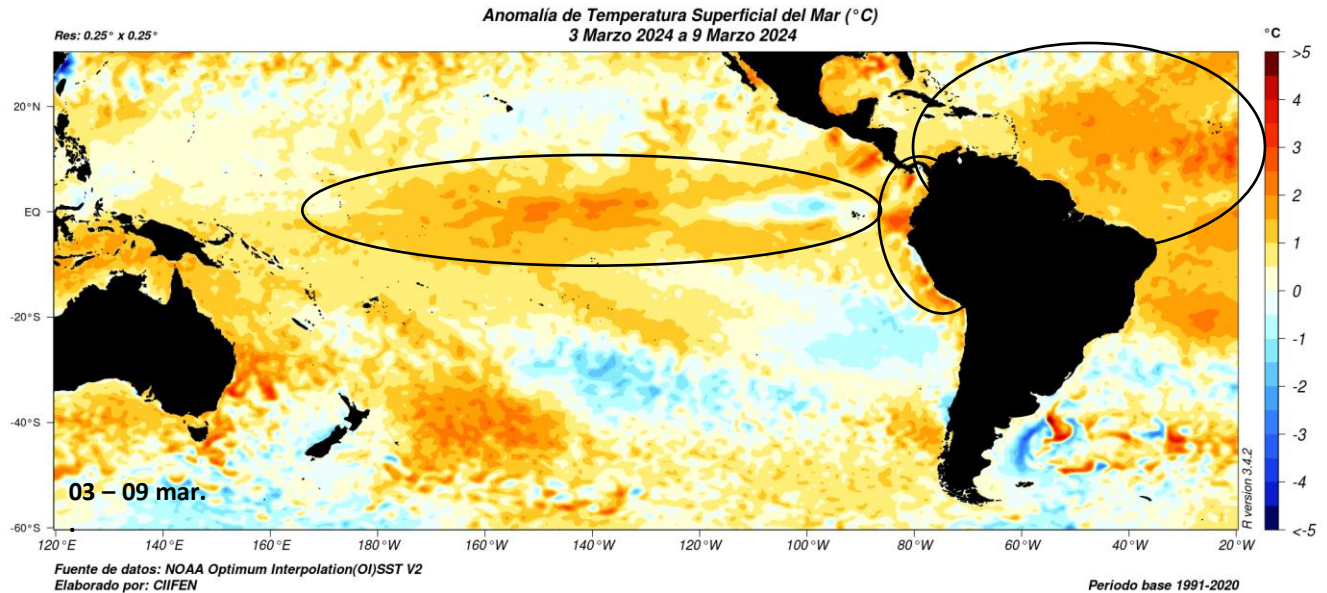 Anomalía de Temperatura Superficial del Mar (°C)
3 Marzo 2024 a 9 Marzo 2024
Res: 0.25° x 0.25°
°C
>5
4
3
2
1
0
-1
-2
-3
-4
<-5
20°N
EQ
-20°S
-40°S
-60°S
03 – 09 mar.
.
R version 3.4.2
120°E 140°E 160°E 180° 160°W 140°W 120°W 100°W 80°W 60°W 40°W 20°W
Fuente de datos: NOAA Optimum Interpolation(OI)SST V2
Elaborado por: CIIFEN
Periodo base 1991-2020